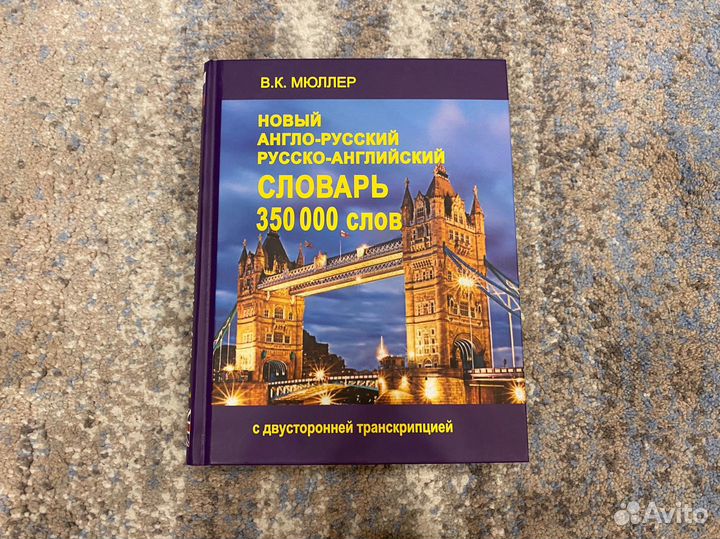 В.К. МЮЛЛЕР
НОВЫЙ
АНГЛО-РУССКИЙ
РУССКО-АНГЛИЙСКИЙ
СЛОВАРЬ
350 000 слов
с двусторонней транскрипцией
Avito